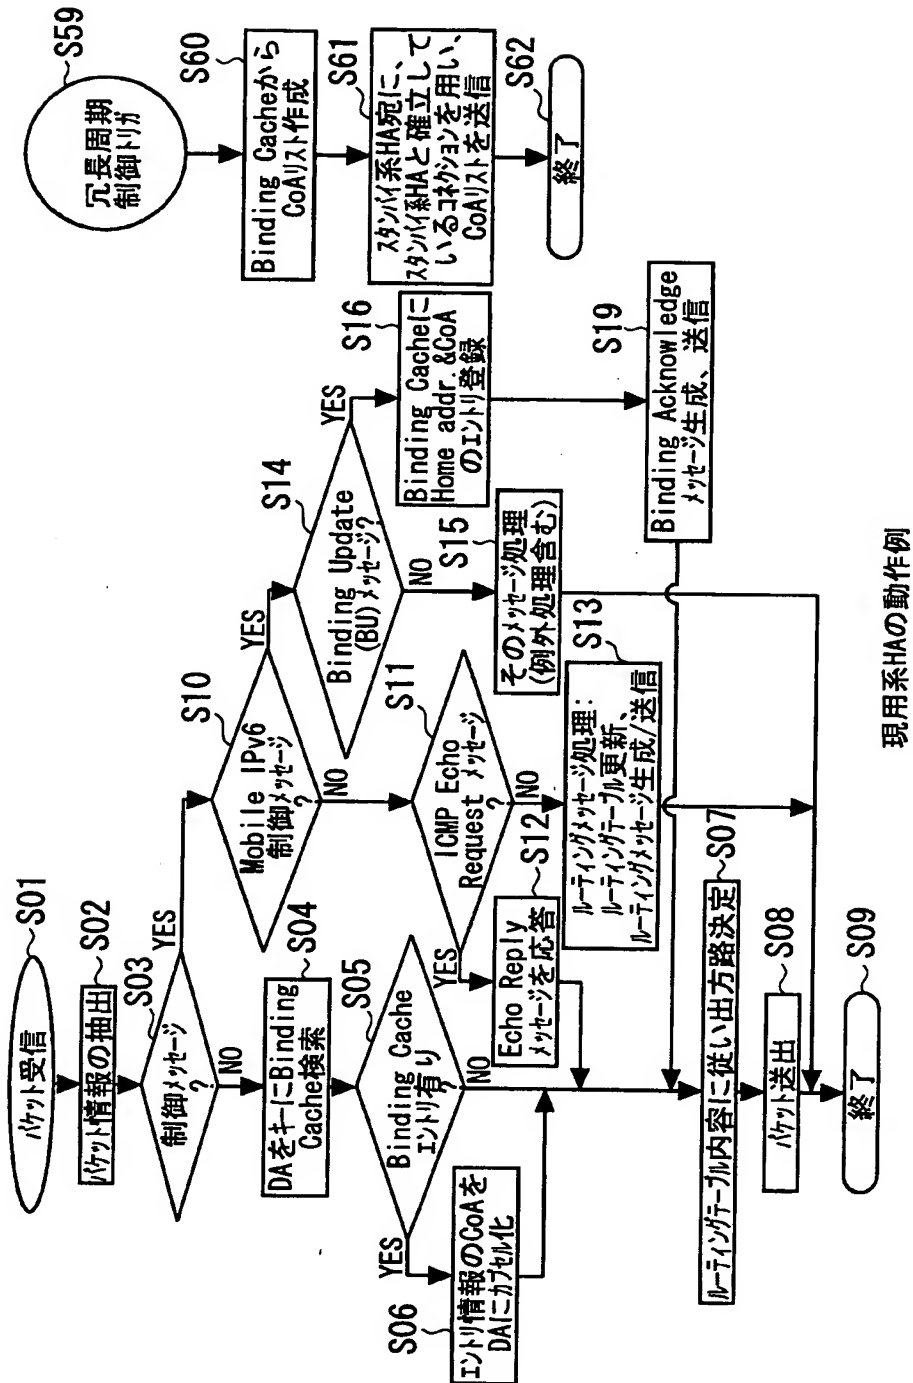 パケット受信
S01
パケット情報の抽出
S02
制御メッセージ
?
S03
YES
NO
DAをキーにBinding
Cache検索
S04
Binding Cache
エントリ有り
?
S05
YES
NO
エントリ情報のCoAを
DAにカプセル化
S06
Mobile IPv6
制御メッセージ
?
S10
YES
NO
ICMP Echo
Request メッセージ
?
S11
YES
NO
Echo Reply
メッセージを応答
S12
ルーティングメッセージ処理:
ルーティングテーブル更新、
ルーティングメッセージ生成/送信
S13
Binding Update
(BU)メッセージ?
S14
YES
NO
そのメッセージ処理
(例外処理含む)
S15
Binding Cacheに
Home addr.&CoA
のエントリ登録
S16
Binding Acknowledge
メッセージ生成、送信
S19
ルーティングテーブル内容に従い出方路決定
S07
パケット送出
S08
終了
S09
冗長周期
制御トリガ
S59
Binding Cacheから
CoAリスト作成
S60
スタンバイ系HA宛に、
スタンバイ系HAと確立して
いるコネクションを用い、
CoAリストを送信
S61
終了
S62
現用系HAの動作例